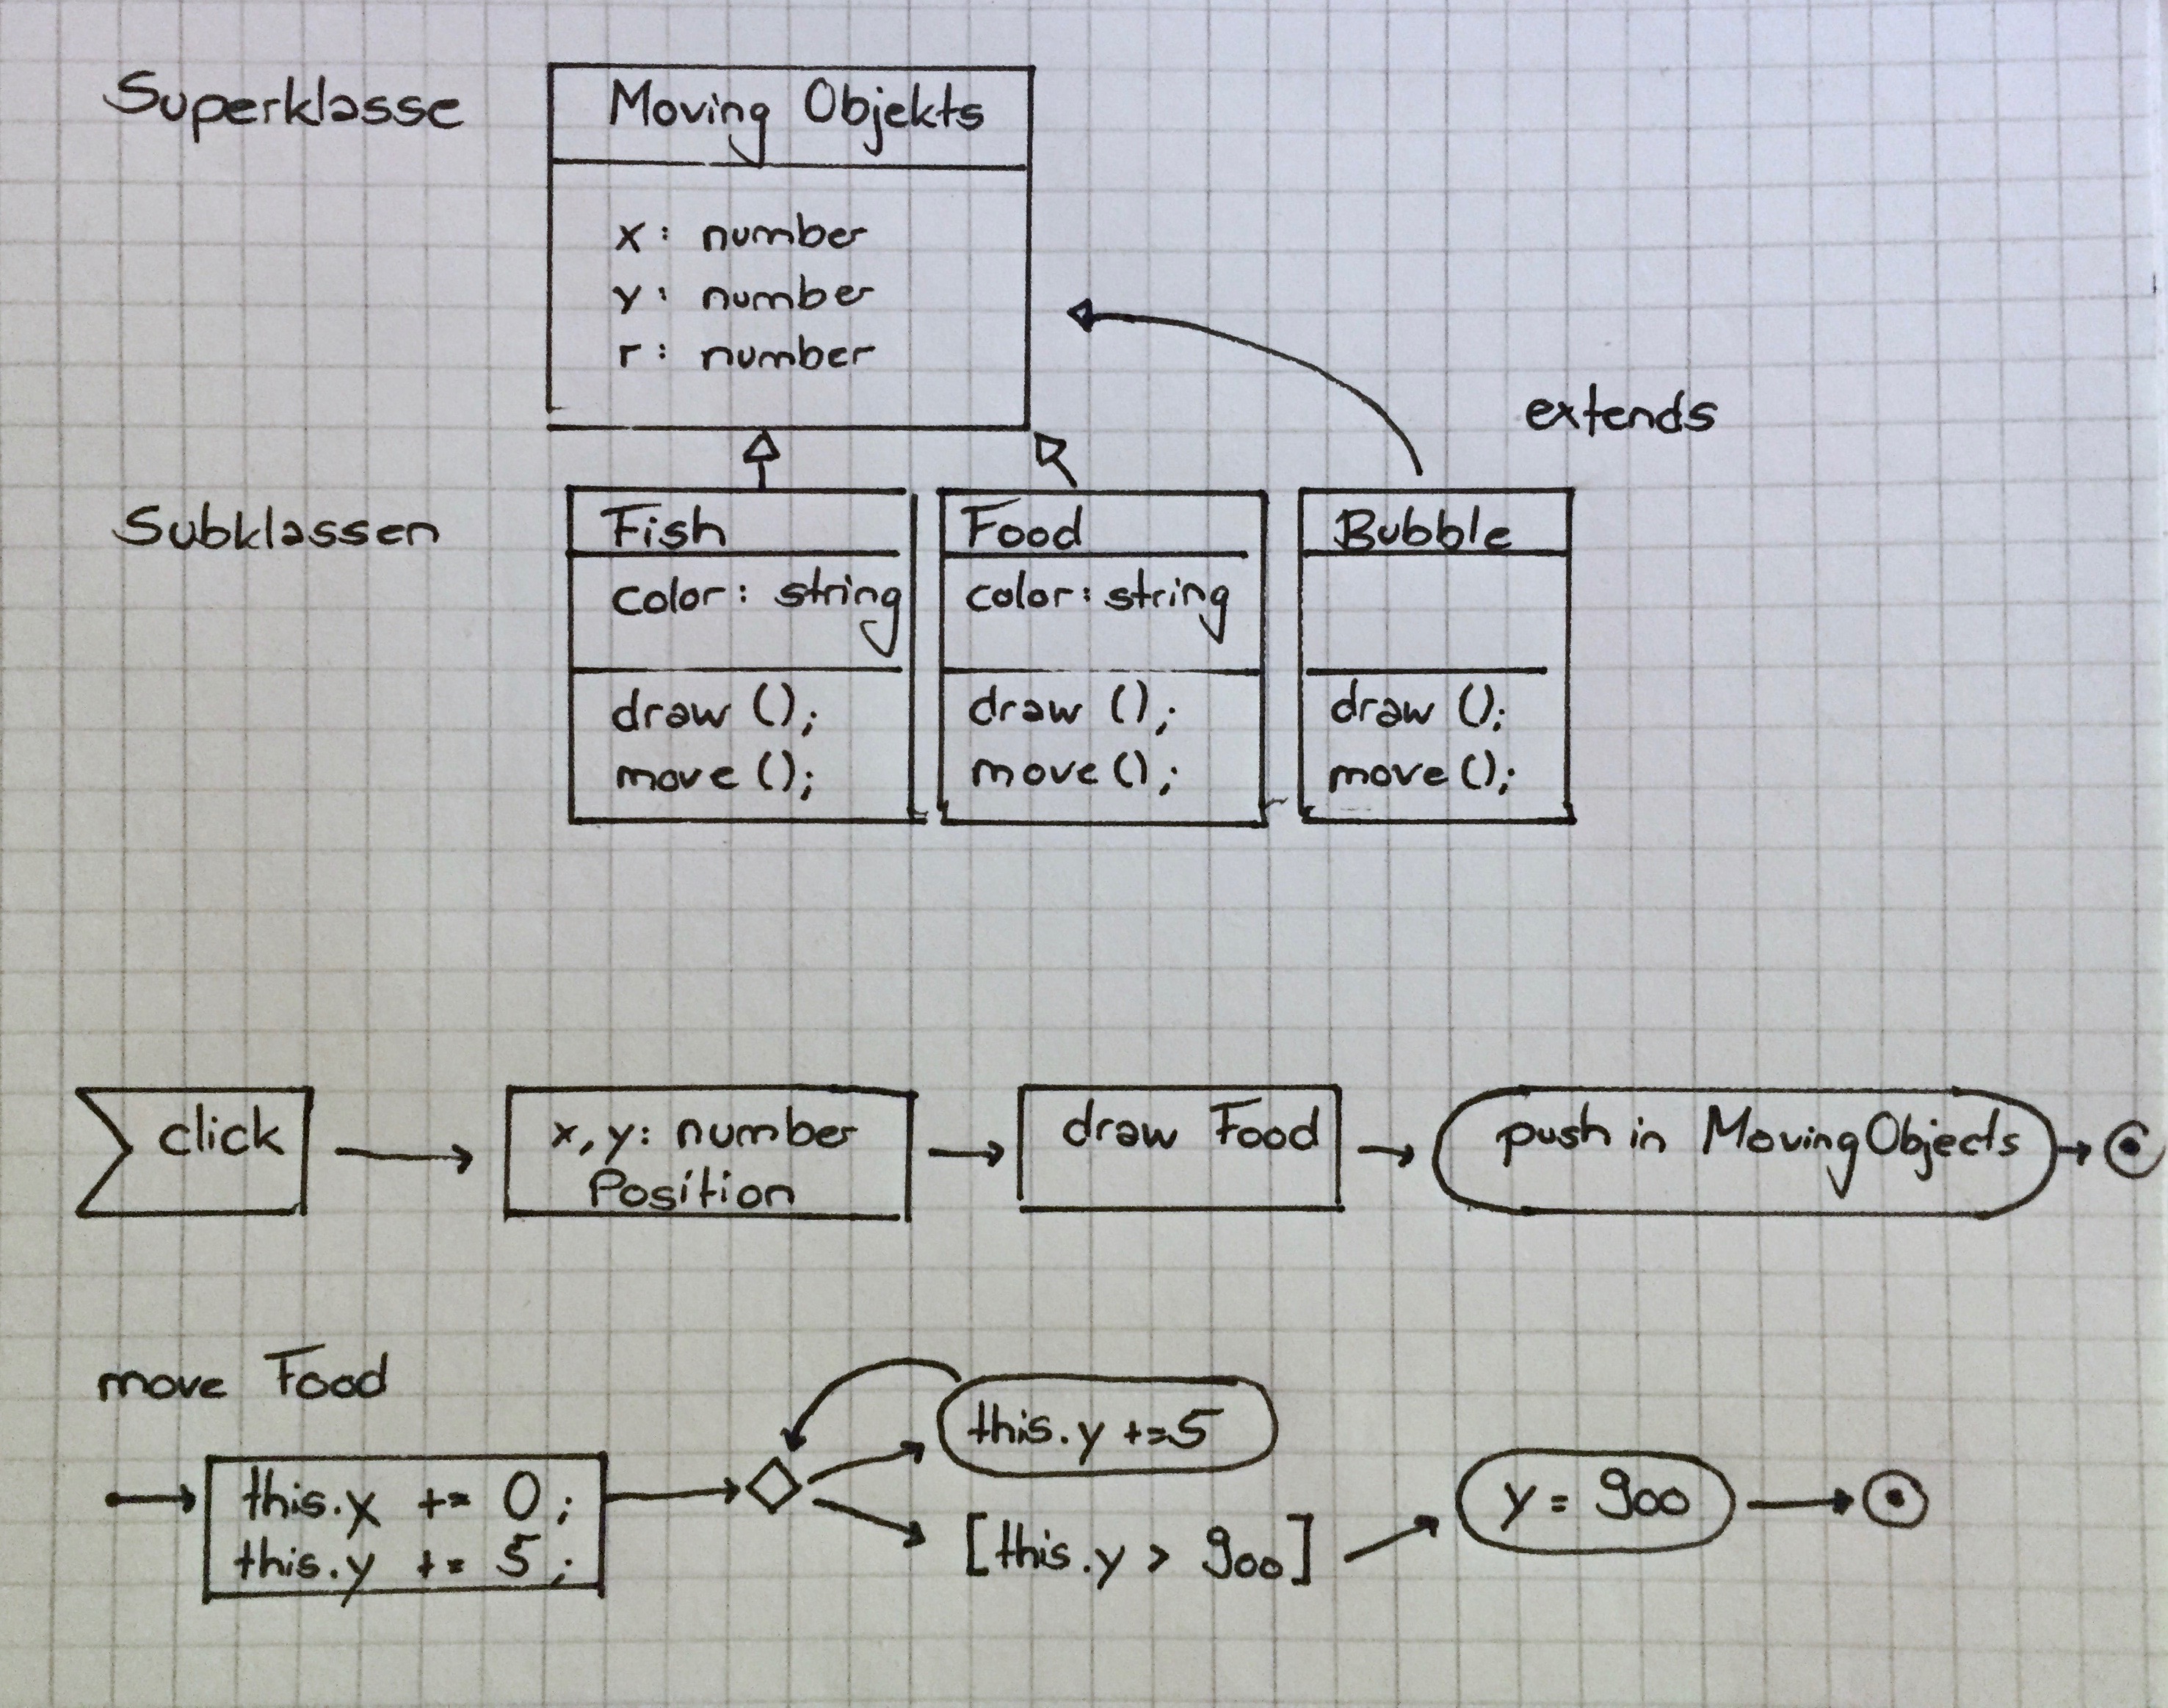 Superklasse
Moving Objekts
x: number
y: number
r: number
extends
Subklassen
Fish
color: string
draw ();
move ();
Food
color: string
draw ();
move ();
Bubble
draw ();
move ();
click
x, y: number
Position
draw Food
push in MovingObjects
move Food
this.x += 0;
this.y += 5;
this.y +=5
[this.y > 900]
y = 900